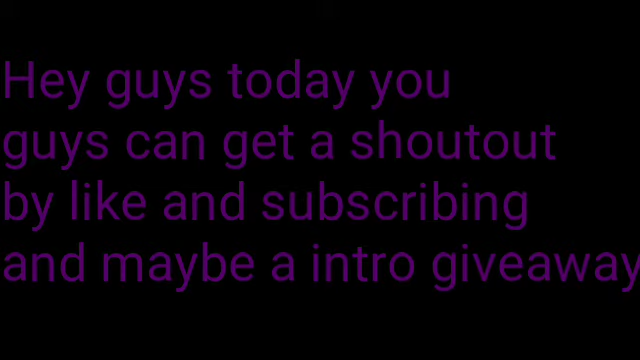 Hey guys today you
guys can get a shoutout
by like and subscribing
and maybe a intro giveaway